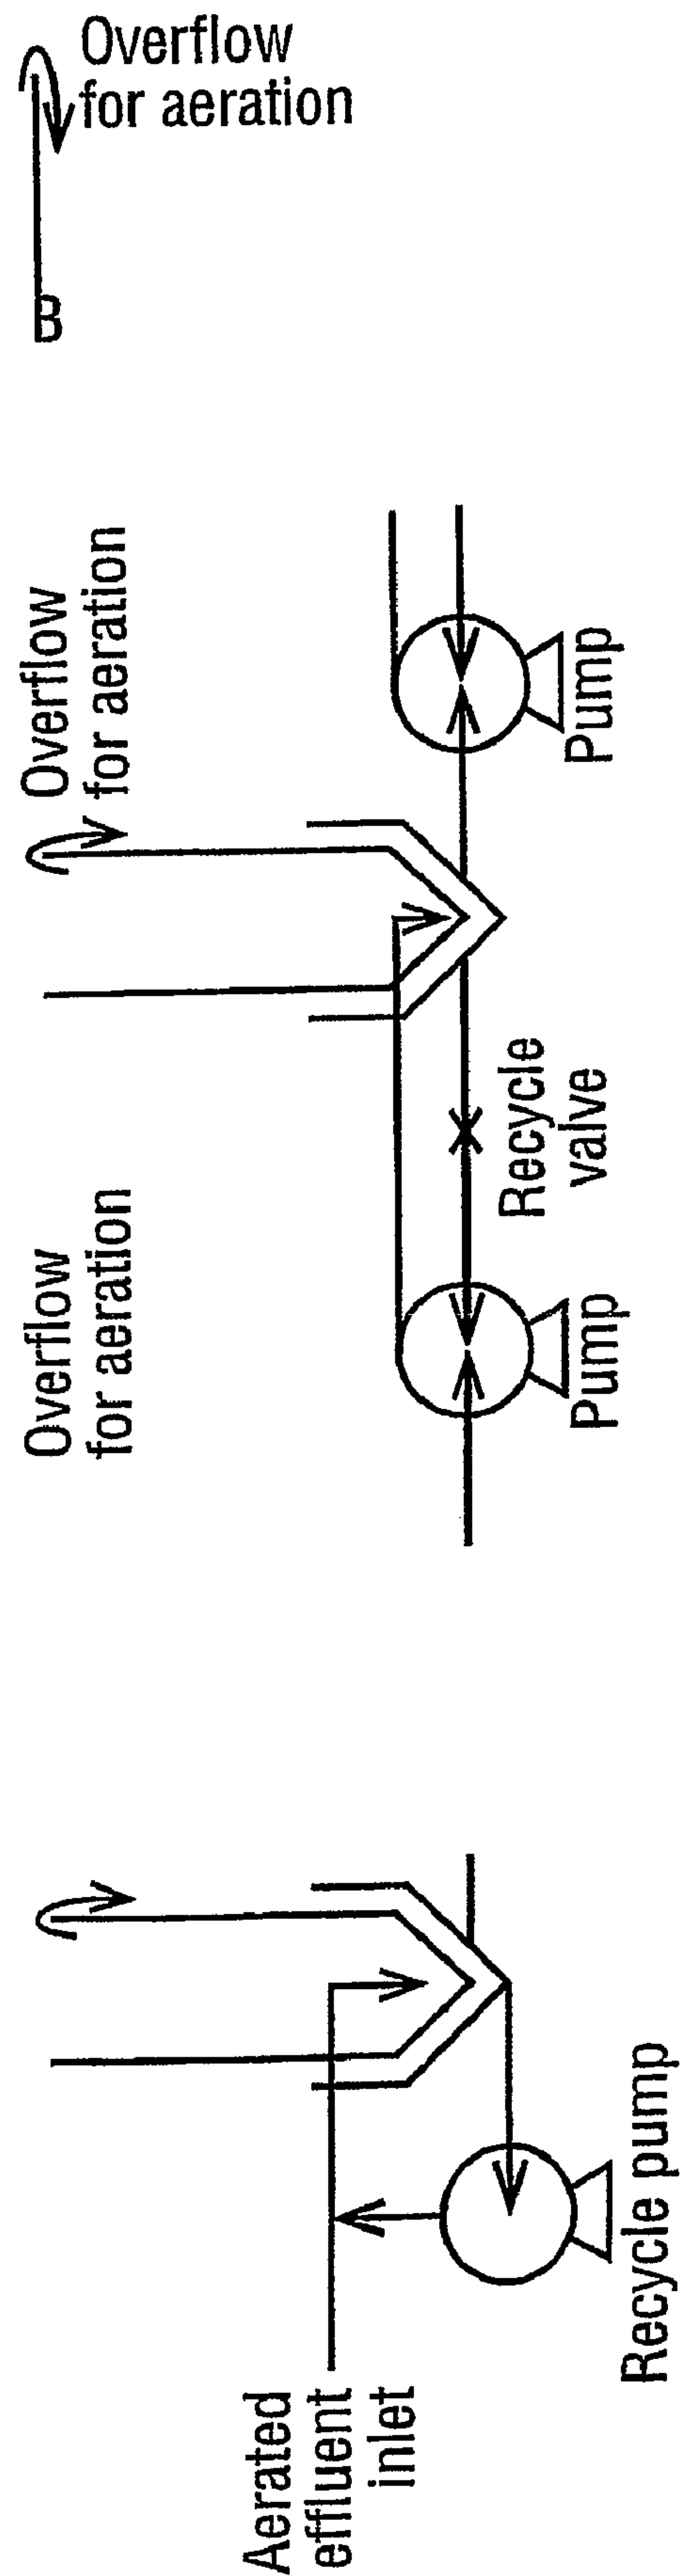 Overflow
for aeration
B
Overflow
for aeration
Pump
Overflow
for aeration
Recycle
valve
Pump
Recycle pump
Aerated
effluent
inlet